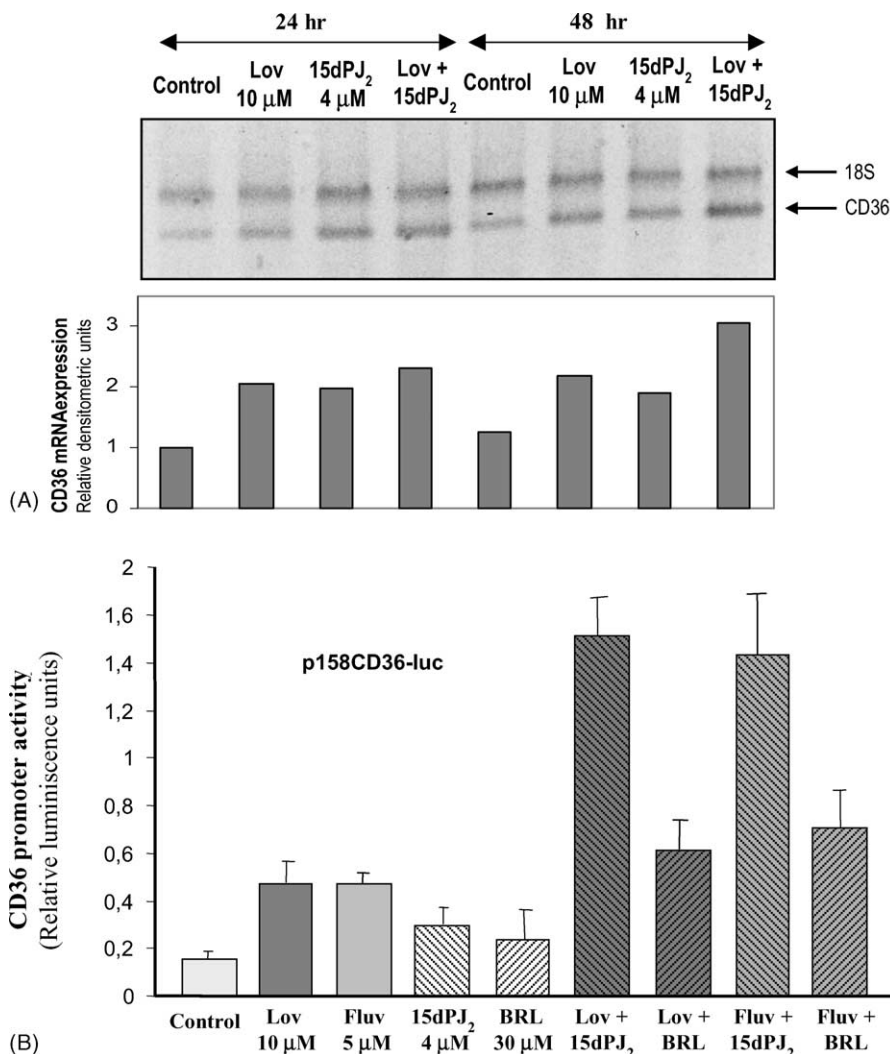 24 hr 48 hr
Control Lov 10 µM 15dPJ₂ 4 µM Lov + 15dPJ₂ Control Lov 10 µM 15dPJ₂ 4 µM Lov + 15dPJ₂
18S
CD36
CD36 mRNAexpression
Relative densitometric units
3
2
1
0
(A)
CD36 promoter activity
(Relative luminiscence units)
2
1,8
1,6
1,4
1,2
1
0,8
0,6
0,4
0,2
0
p158CD36-luc
Control Lov 10 µM Fluv 5 µM 15dPJ₂ 4 µM BRL 30 µM Lov + 15dPJ₂ Lov + BRL Fluv + 15dPJ₂ Fluv + BRL
(B)